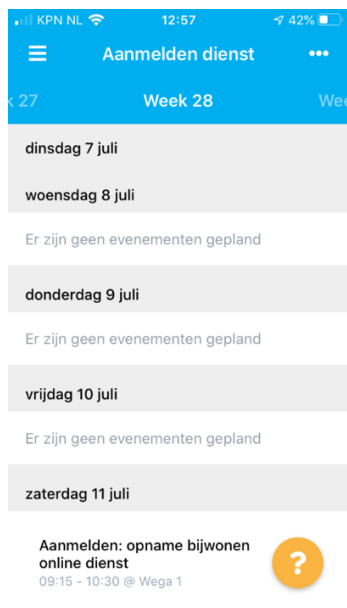 KPN NL 12:57 42%
Aanmelden dienst
k 27 Week 28 Wee
dinsdag 7 juli
woensdag 8 juli
Er zijn geen evenementen gepland
donderdag 9 juli
Er zijn geen evenementen gepland
vrijdag 10 juli
Er zijn geen evenementen gepland
zaterdag 11 juli
Aanmelden: opname bijwonen
online dienst
09:15 - 10:30 @ Wega 1
?